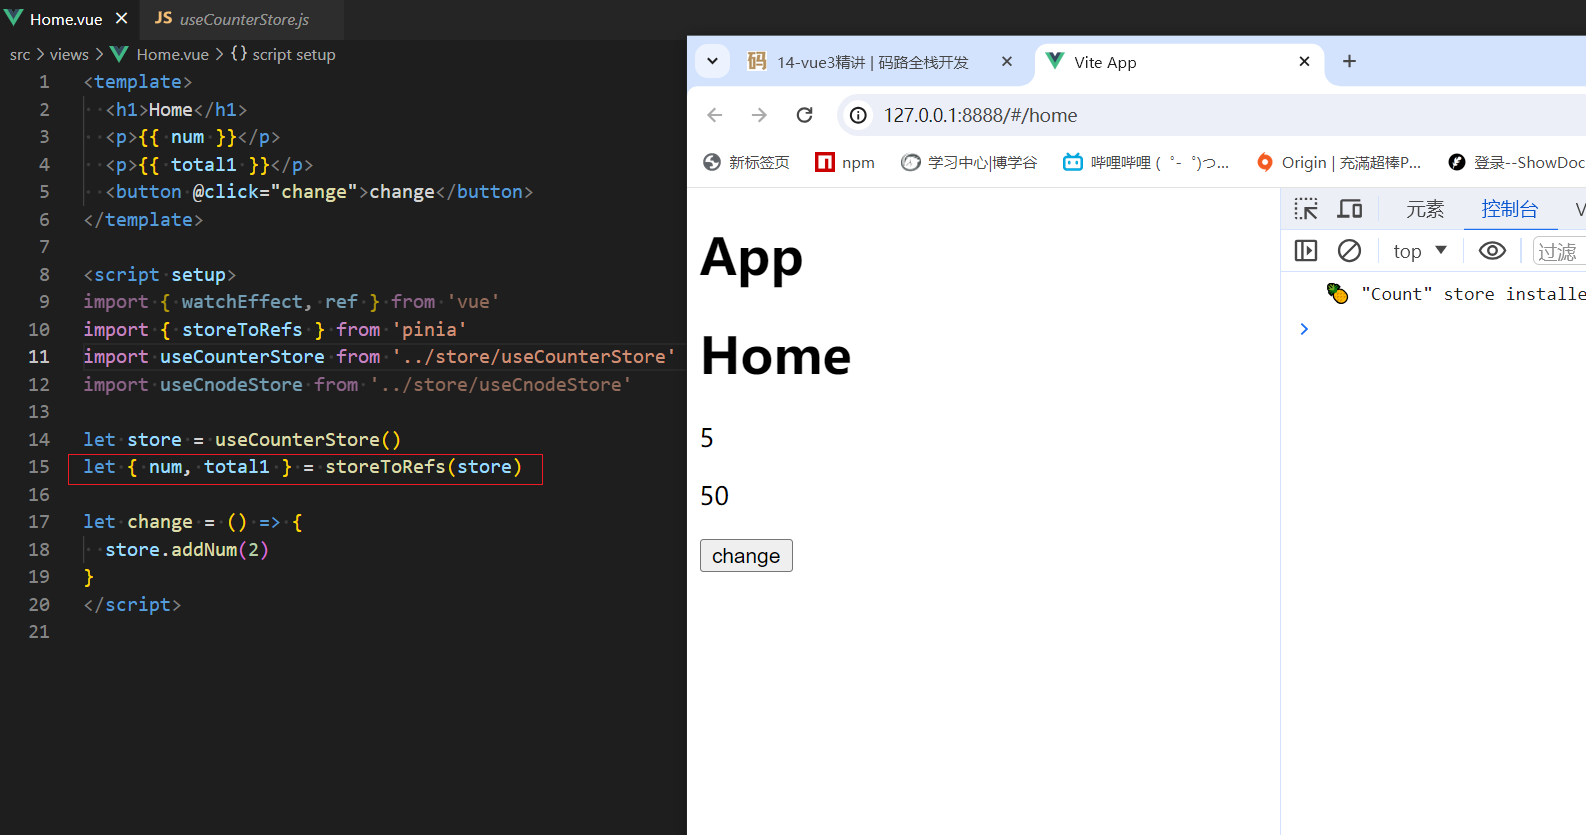 Home.vue
JS useCounterStore.js
src > views > Home.vue > {} script setup
1 <template>
2 <h1>Home</h1>
3 <p>{{ num }}</p>
4 <p>{{ total1 }}</p>
5 <button @click="change">change</button>
6 </template>
7
8 <script setup>
9 import { watchEffect, ref } from 'vue'
10 import { storeToRefs } from 'pinia'
11 import useCounterStore from '../store/useCounterStore'
12 import useCnodeStore from '../store/useCnodeStore'
13
14 let store = useCounterStore()
15 let { num, total1 } = storeToRefs(store)
16
17 let change = () => {
18 store.addNum(2)
19 }
20 </script>
21
码 14-vue3精讲 | 码路全栈开发
Vite App
127.0.0.1:8888/#/home
新标签页
npm
学习中心|博学谷
哔哩哔哩 (゜-゜)つ...
Origin | 充满超棒P...
登录--ShowDoc
App
Home
5
50
change
元素
控制台
top
过滤
🍍 "Count" store installe